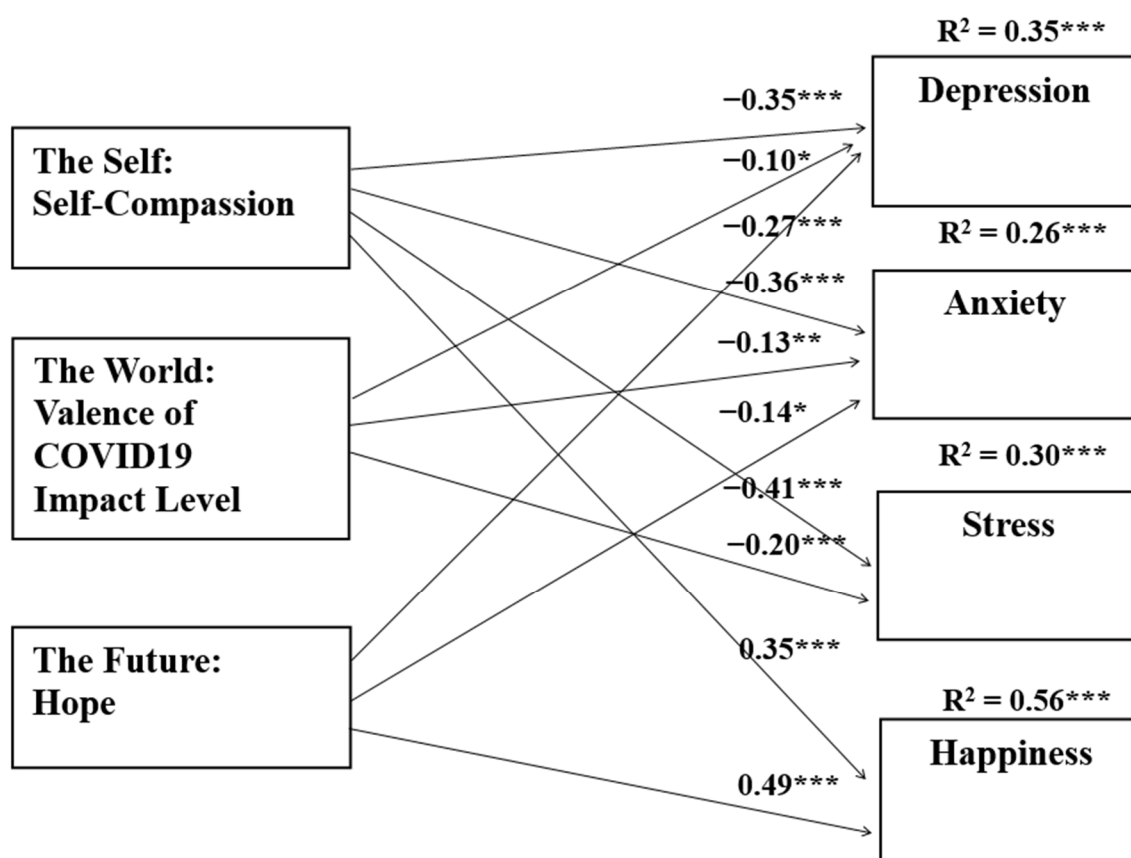 The Self:
Self-Compassion
The World:
Valence of
COVID19
Impact Level
The Future:
Hope
−0.35***
−0.10*
−0.27***
−0.36***
−0.13**
−0.14*
−0.41***
−0.20***
0.35***
0.49***
R² = 0.35***
Depression
R² = 0.26***
Anxiety
R² = 0.30***
Stress
R² = 0.56***
Happiness